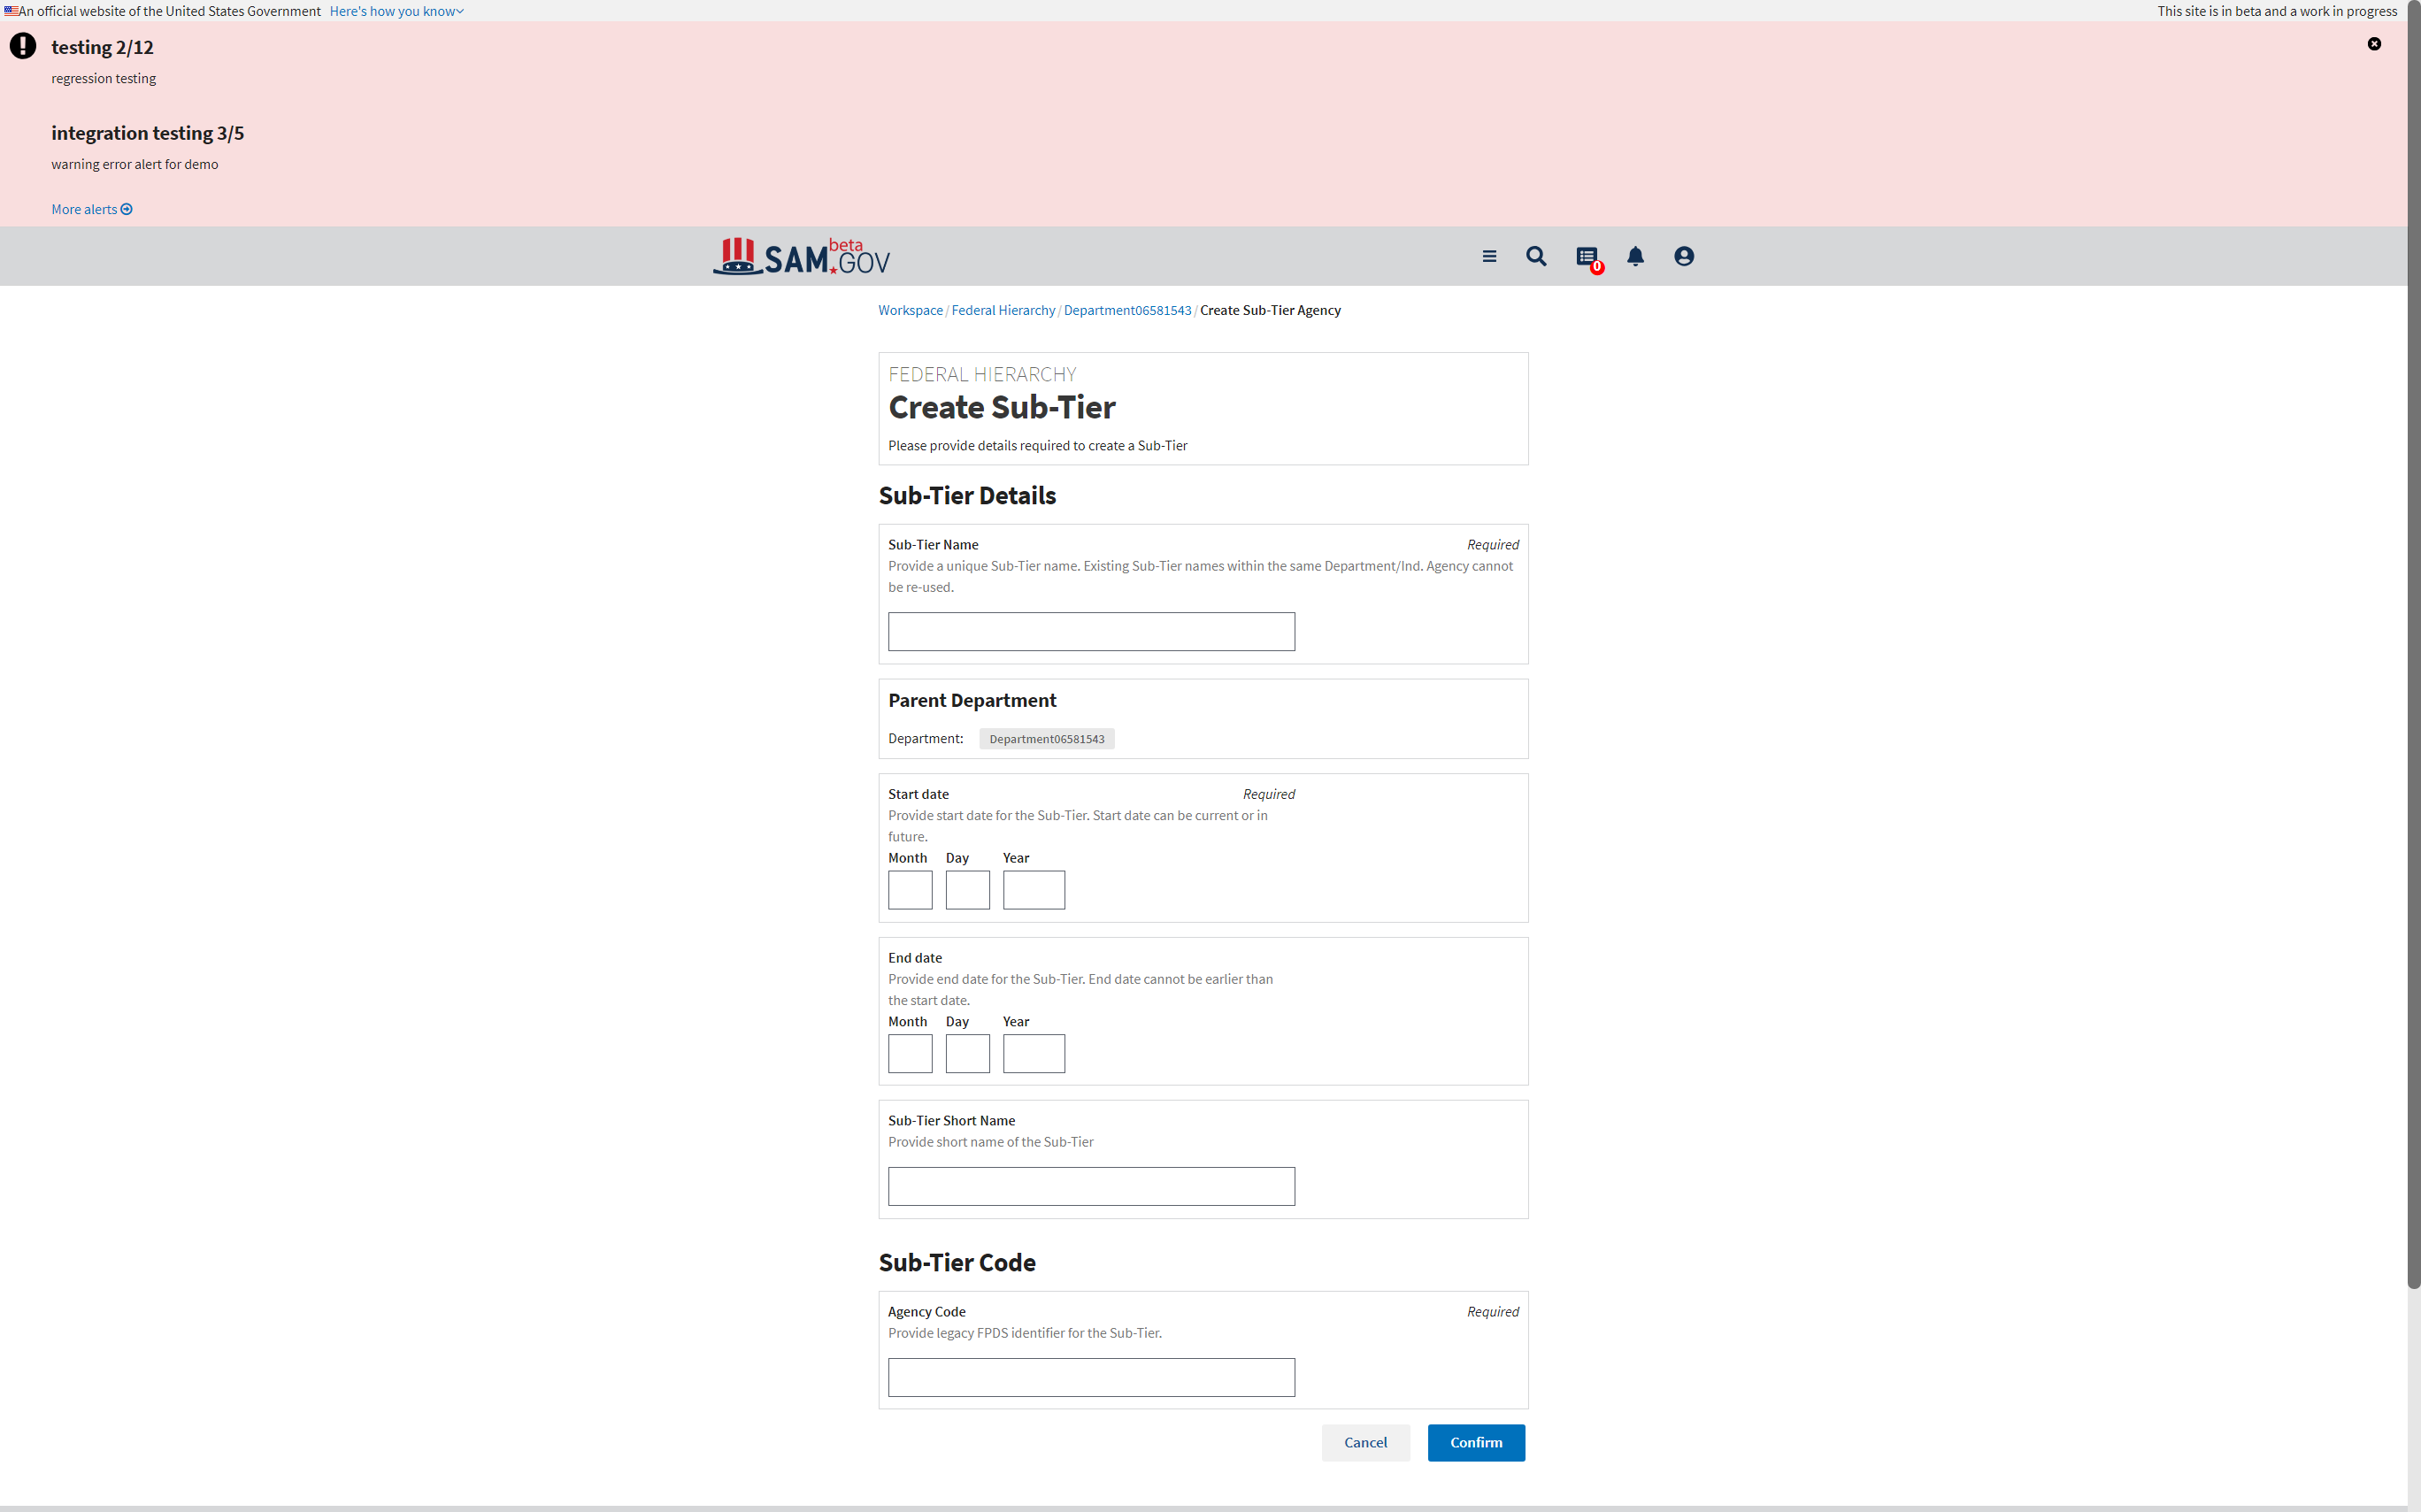 An official website of the United States Government Here's how you know
This site is in beta and a work in progress
testing 2/12
regression testing
integration testing 3/5
warning error alert for demo
More alerts
SAM.GOV beta
0
Workspace / Federal Hierarchy / Department06581543 / Create Sub-Tier Agency
FEDERAL HIERARCHY
Create Sub-Tier
Please provide details required to create a Sub-Tier
Sub-Tier Details
Sub-Tier Name Required
Provide a unique Sub-Tier name. Existing Sub-Tier names within the same Department/Ind. Agency cannot
be re-used.
Parent Department
Department: Department06581543
Start date Required
Provide start date for the Sub-Tier. Start date can be current or in
future.
Month Day Year
End date
Provide end date for the Sub-Tier. End date cannot be earlier than
the start date.
Month Day Year
Sub-Tier Short Name
Provide short name of the Sub-Tier
Sub-Tier Code
Agency Code Required
Provide legacy FPDS identifier for the Sub-Tier.
Cancel Confirm